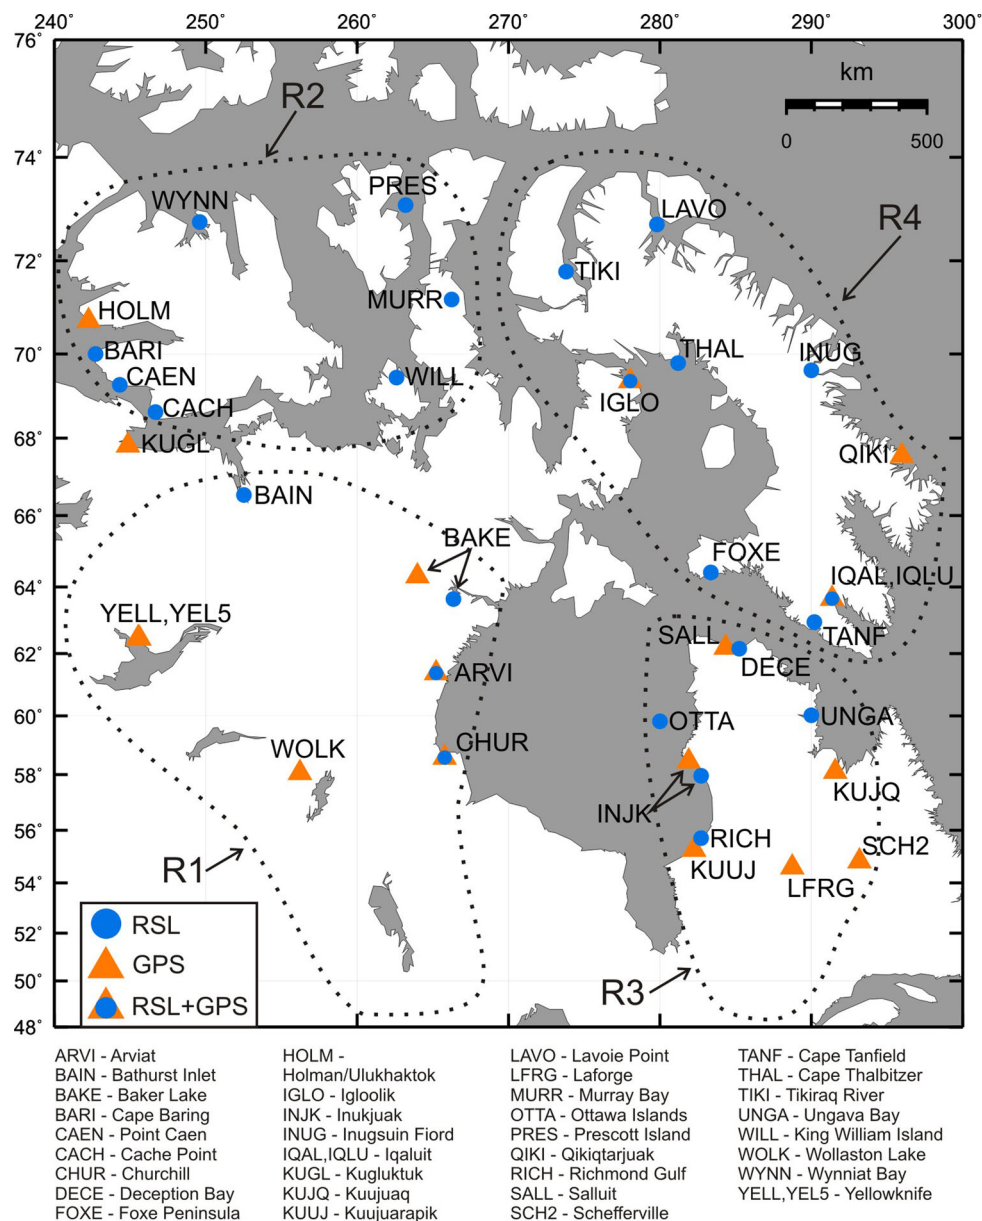 240° 250° 260° 270° 280° 290° 300°
76°
km
0 500
R2
74°
PRES
WYNN
LAVO
R4
72°
TIKI
MURR
HOLM
BARI
70°
THAL
INUG
CAEN
WILL
IGLO
CACH
68°
KUGL
QIKI
BAIN
66°
BAKE
FOXE
64°
IQAL,IQLU
YELL,YEL5
SALL
TANF
62°
ARVI
DECE
60°
OTTA
UNGA
CHUR
WOLK
58°
KUJQ
INJK
56°
RICH
SCH2
R1
KUUJ
LFRG
54°
RSL
52°
GPS
50°
R3
RSL+GPS
48°
ARVI - Arviat
BAIN - Bathurst Inlet
BAKE - Baker Lake
BARI - Cape Baring
CAEN - Point Caen
CACH - Cache Point
CHUR - Churchill
DECE - Deception Bay
FOXE - Foxe Peninsula
HOLM -
Holman/Ulukhaktok
IGLO - Igloolik
INJK - Inukjuak
INUG - Inugsuin Fiord
IQAL,IQLU - Iqaluit
KUGL - Kugluktuk
KUJQ - Kuujuaq
KUUJ - Kuujuarapik
LAVO - Lavoie Point
LFRG - Laforge
MURR - Murray Bay
OTTA - Ottawa Islands
PRES - Prescott Island
QIKI - Qikiqtarjuak
RICH - Richmond Gulf
SALL - Salluit
SCH2 - Schefferville
TANF - Cape Tanfield
THAL - Cape Thalbitzer
TIKI - Tikiraq River
UNGA - Ungava Bay
WILL - King William Island
WOLK - Wollaston Lake
WYNN - Wynniat Bay
YELL,YEL5 - Yellowknife